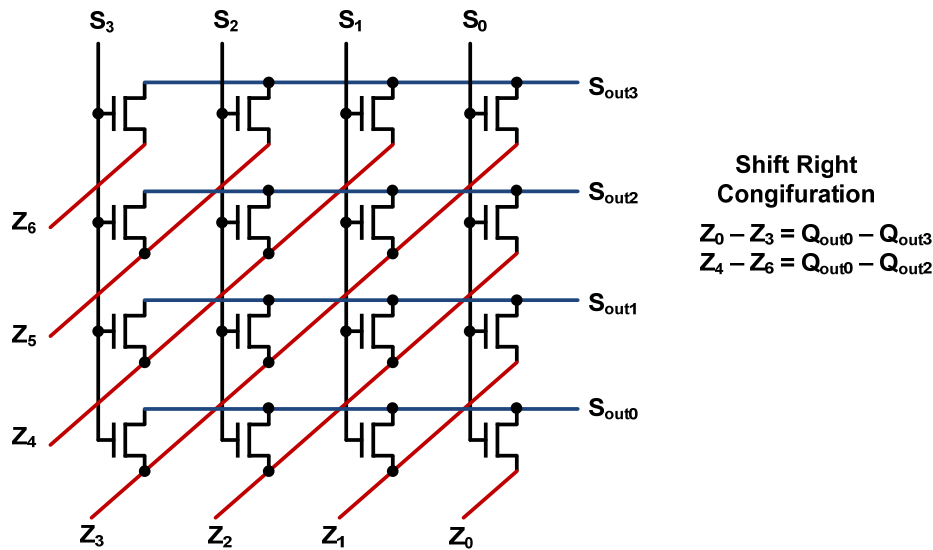 S₃ S₂ S₁ S₀
Sout3
Shift Right
Congifuration
Sout2
Z₆
Z₀ – Z₃ = Qout0 – Qout3
Z₄ – Z₆ = Qout0 – Qout2
Sout1
Z₅
Sout0
Z₄
Z₃ Z₂ Z₁ Z₀